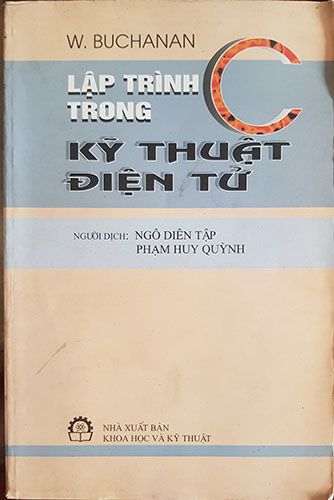 W. BUCHANAN
LẬP TRÌNH C
TRONG
KỸ THUẬT
ĐIỆN TỬ
NGƯỜI DỊCH: NGÔ DIÊN TẬP
PHẠM HUY QUỲNH
NHÀ XUẤT BẢN
KHOA HỌC VÀ KỸ THUẬT